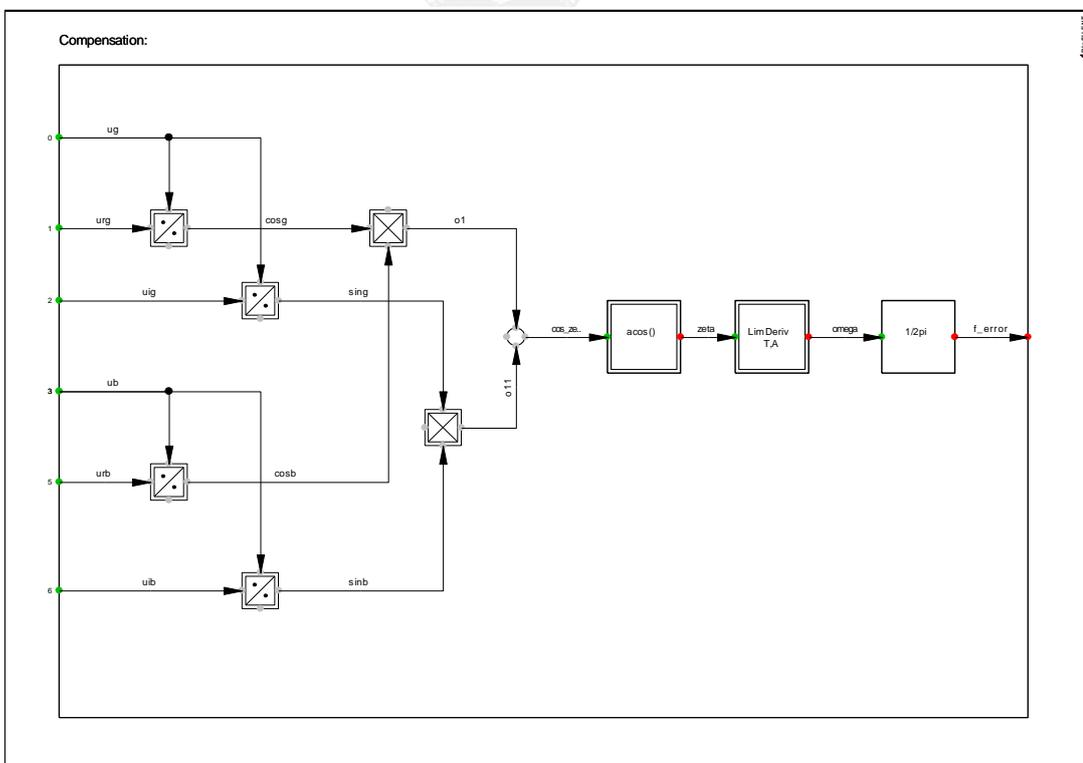 Compensation:
0
ug
1
urg
cosg
o1
2
uig
sing
cos_ze..
acos()
zeta
LimDeriv
T,A
omega
1/2pi
f_error
o11
3
ub
5
urb
cosb
6
uib
sinb